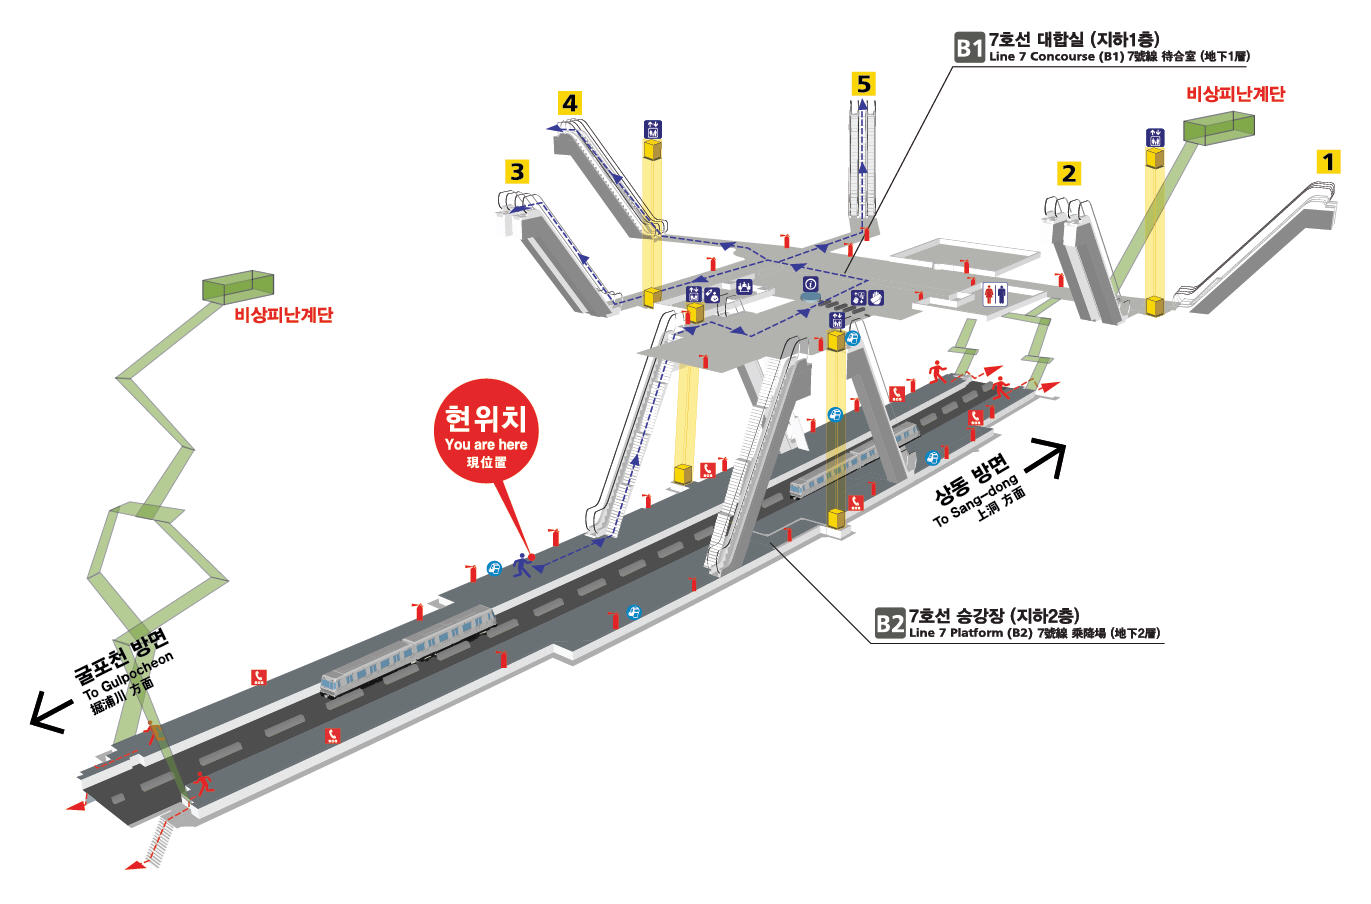 B1
7호선 대합실 (지하1층)
Line 7 Concourse (B1) 7號線 待合室 (地下1層)
4
5
비상피난계단
3
2
1
비상피난계단
현위치
You are here
現位置
상동 방면
To Sang-dong
上洞 方面
B2
7호선 승강장 (지하2층)
Line 7 Platform (B2) 7號線 乘降場 (地下2層)
굴포천 방면
To Gulpocheon
掘浦川 方面